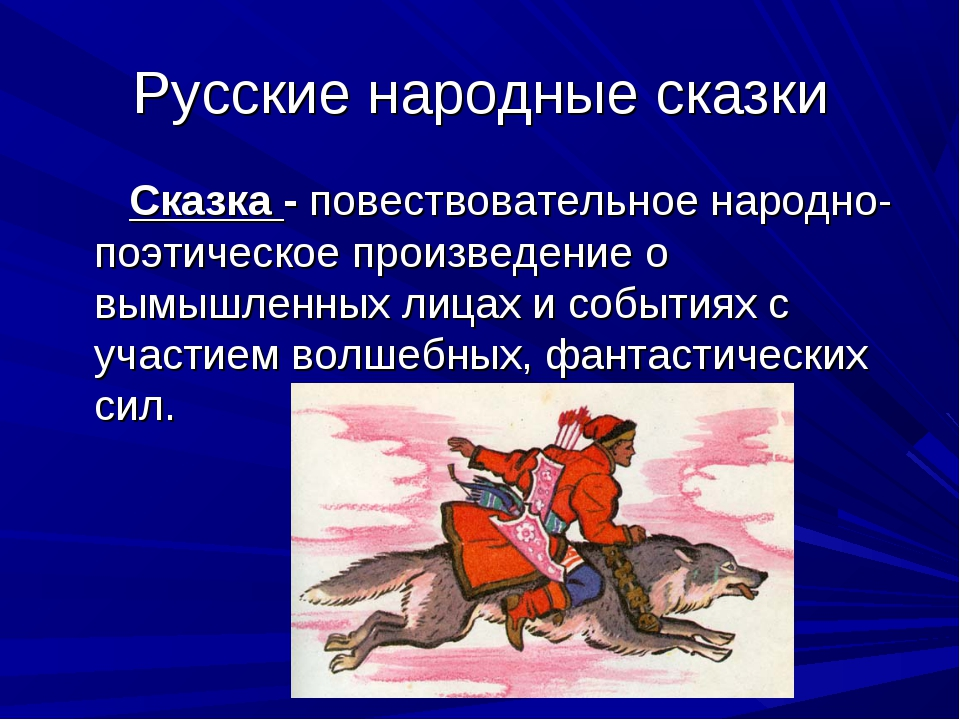 Русские народные сказки
Сказка - повествовательное народно-
поэтическое произведение о
вымышленных лицах и событиях с
участием волшебных, фантастических
сил.